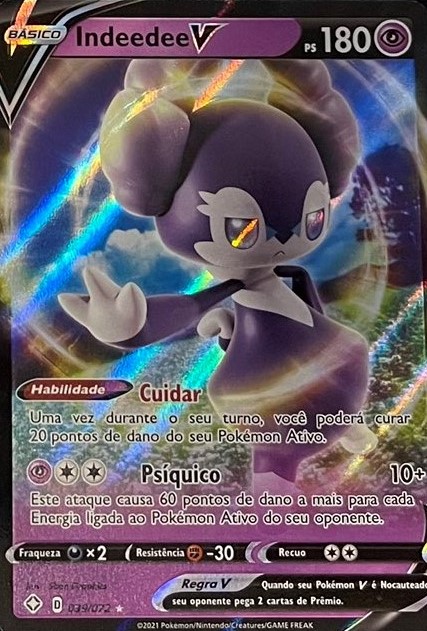 BÁSICO
Indeedee V
PS 180
Habilidade Cuidar
Uma vez durante o seu turno, você poderá curar
20 pontos de dano do seu Pokémon Ativo.
Psíquico 10+
Este ataque causa 60 pontos de dano a mais para cada
Energia ligada ao Pokémon Ativo do seu oponente.
Fraqueza ×2 Resistência -30 Recuo
Regra V Quando seu Pokémon V é Nocauteado
seu oponente pega 2 cartas de Prêmio.
D 039/072
©2021 Pokémon/Nintendo/Creatures/GAME FREAK